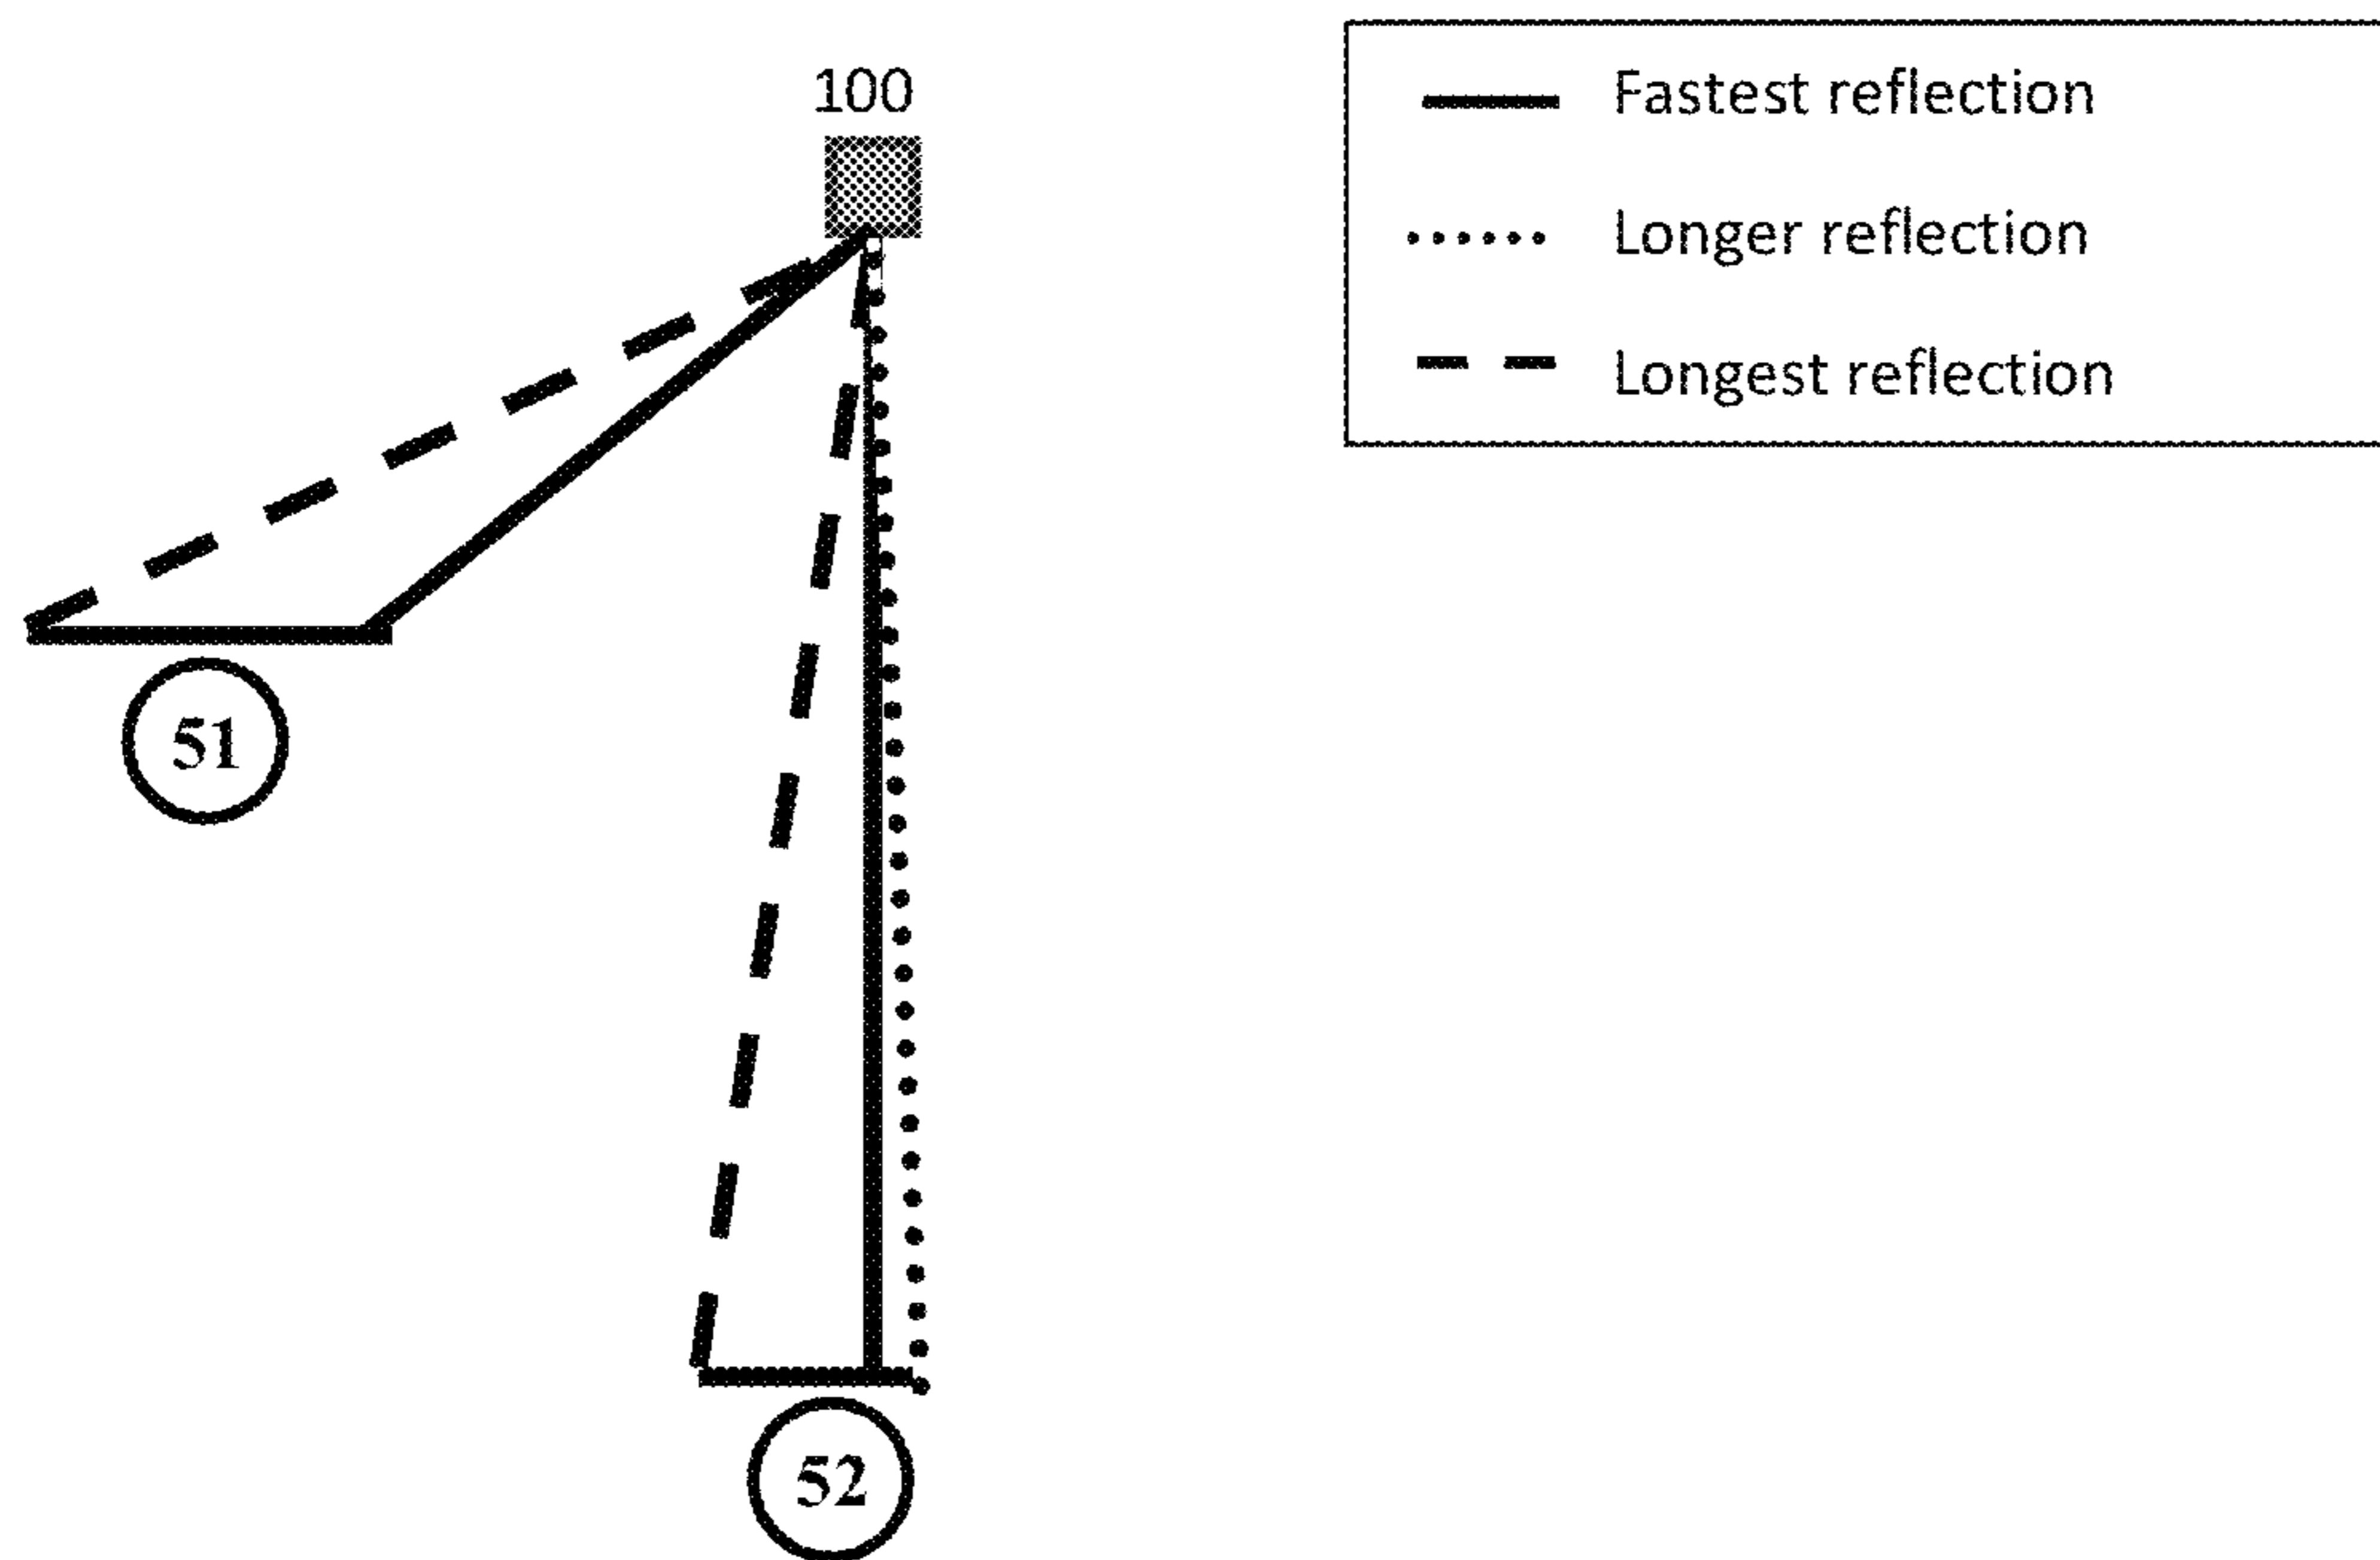 100
Fastest reflection
Longer reflection
Longest reflection
51
52